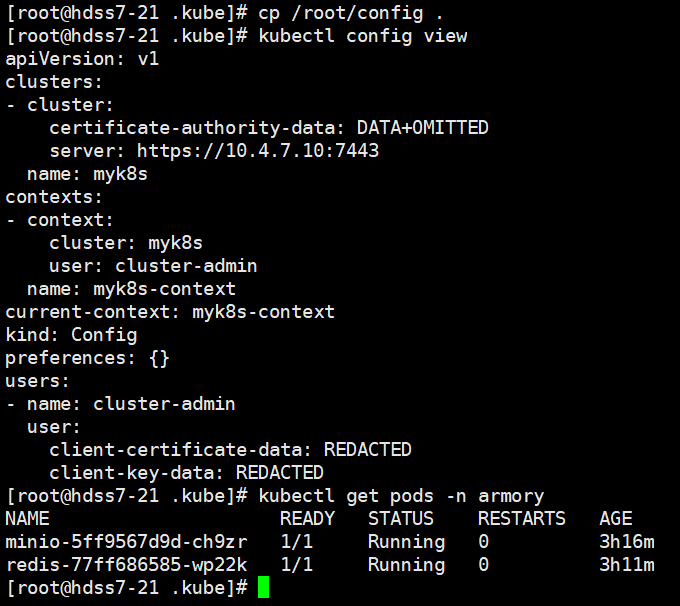 [root@hdss7-21 .kube]# cp /root/config .
[root@hdss7-21 .kube]# kubectl config view
apiVersion: v1
clusters:
- cluster:
    certificate-authority-data: DATA+OMITTED
    server: https://10.4.7.10:7443
  name: myk8s
contexts:
- context:
    cluster: myk8s
    user: cluster-admin
  name: myk8s-context
current-context: myk8s-context
kind: Config
preferences: {}
users:
- name: cluster-admin
  user:
    client-certificate-data: REDACTED
    client-key-data: REDACTED
[root@hdss7-21 .kube]# kubectl get pods -n armory
NAME                     READY   STATUS    RESTARTS   AGE
minio-5ff9567d9d-ch9zr   1/1     Running   0          3h16m
redis-77ff686585-wp22k   1/1     Running   0          3h11m
[root@hdss7-21 .kube]#